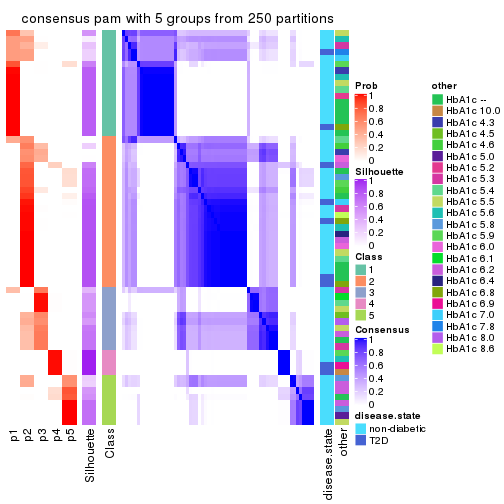 consensus pam with 5 groups from 250 partitions
Prob
1
0.8
0.6
0.4
0.2
0
Silhouette
1
0.8
0.6
0.4
0.2
0
Class
1
2
3
4
5
Consensus
1
0.8
0.6
0.4
0.2
0
disease.state
non-diabetic
T2D
other
HbA1c --
HbA1c 10.0
HbA1c 4.3
HbA1c 4.5
HbA1c 4.6
HbA1c 5.0
HbA1c 5.2
HbA1c 5.3
HbA1c 5.4
HbA1c 5.5
HbA1c 5.6
HbA1c 5.8
HbA1c 5.9
HbA1c 6.0
HbA1c 6.1
HbA1c 6.2
HbA1c 6.4
HbA1c 6.8
HbA1c 6.9
HbA1c 7.0
HbA1c 7.8
HbA1c 8.0
HbA1c 8.6
p1
p2
p3
p4
p5
Silhouette
Class
disease.state
other